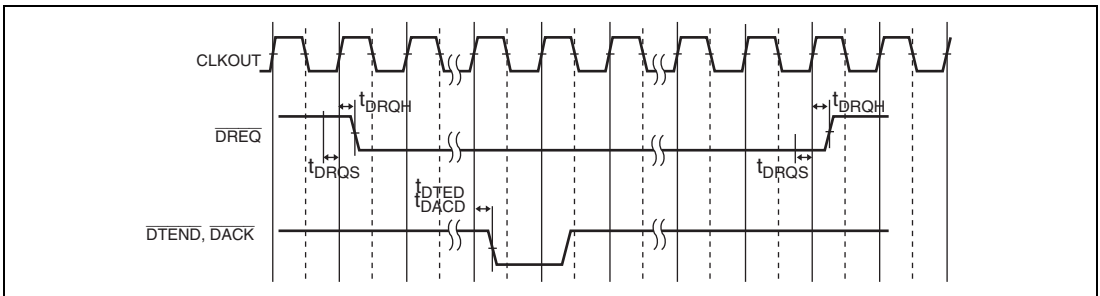 CLKOUT
tDRQH
tDRQH
DREQ
tDRQS
tDRQS
tDTED
tDACD
DTEND, DACK